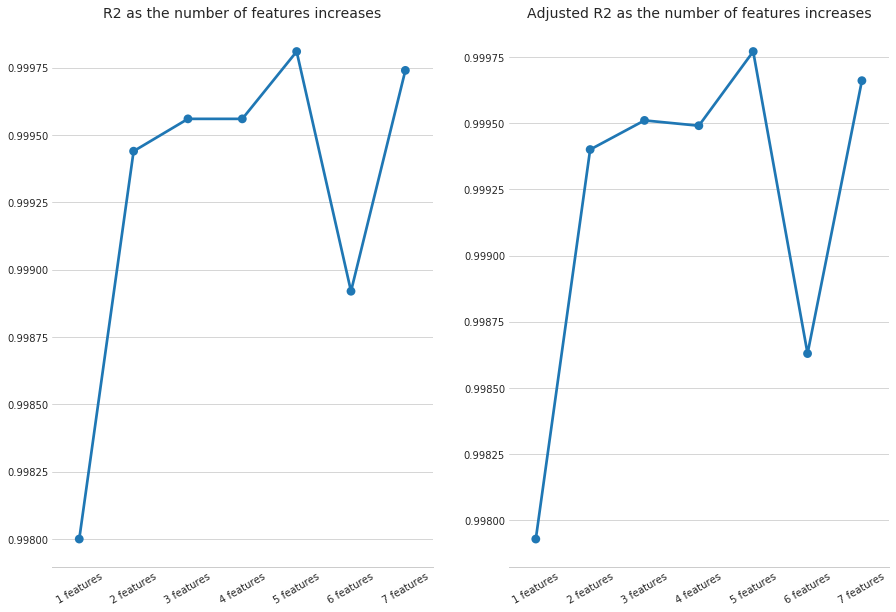 R2 as the number of features increases
0.99975
0.99950
0.99925
0.99900
0.99875
0.99850
0.99825
0.99800
1 features
2 features
3 features
4 features
5 features
6 features
7 features
Adjusted R2 as the number of features increases
0.99975
0.99950
0.99925
0.99900
0.99875
0.99850
0.99825
0.99800
1 features
2 features
3 features
4 features
5 features
6 features
7 features